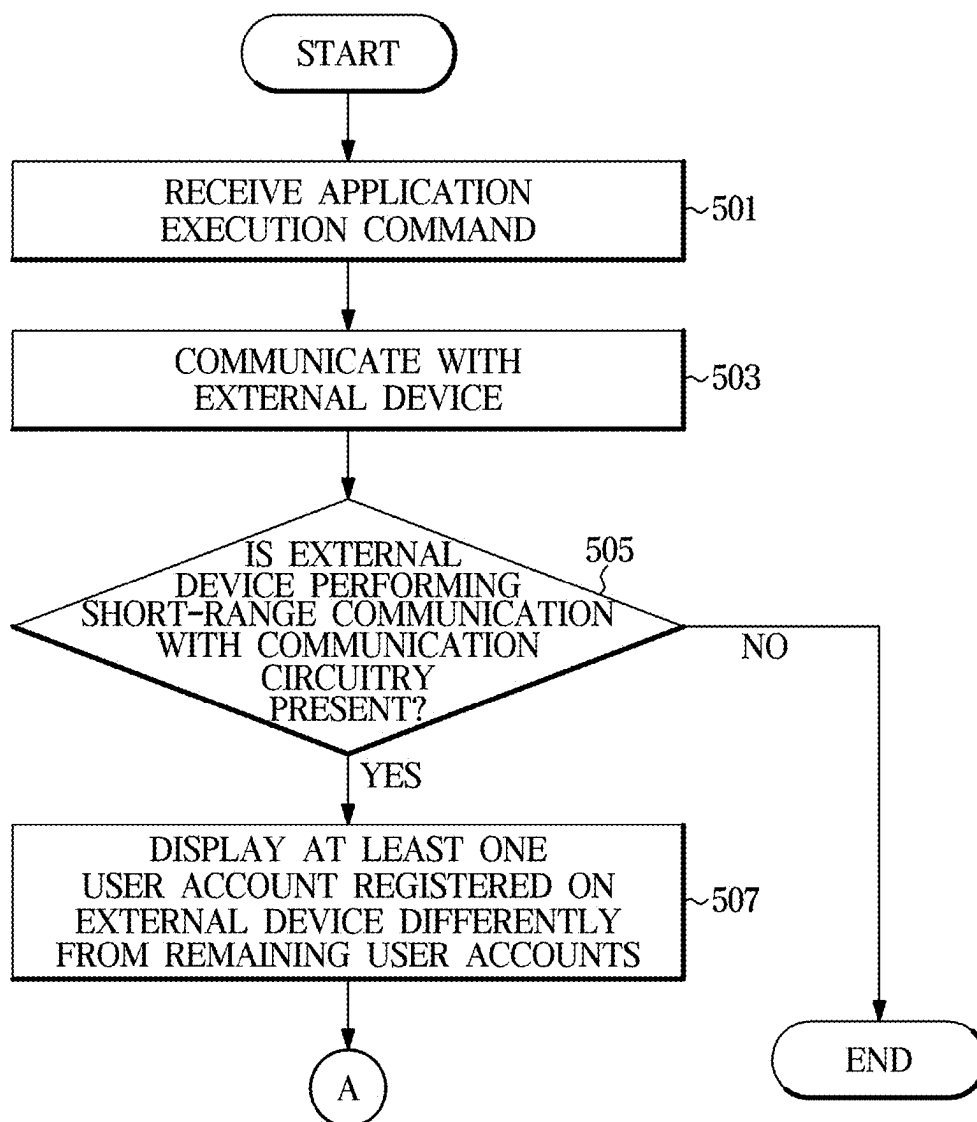 START
RECEIVE APPLICATION
EXECUTION COMMAND
501
COMMUNICATE WITH
EXTERNAL DEVICE
503
IS EXTERNAL
DEVICE PERFORMING
SHORT-RANGE COMMUNICATION
WITH COMMUNICATION
CIRCUITRY
PRESENT?
505
NO
YES
DISPLAY AT LEAST ONE
USER ACCOUNT REGISTERED ON
EXTERNAL DEVICE DIFFERENTLY
FROM REMAINING USER ACCOUNTS
507
A
END